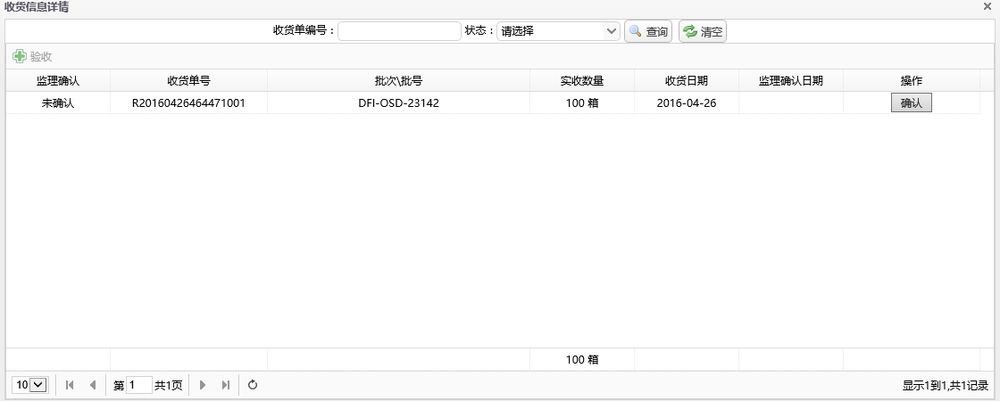 收货信息详情
收货单编号： 状态： 请选择 查询 清空
验收
监理确认 收货单号 批次\批号 实收数量 收货日期 监理确认日期 操作
未确认 R20160426464471001 DFI-OSD-23142 100 箱 2016-04-26 确认
100 箱
10 第 1 共1页 显示1到1,共1记录